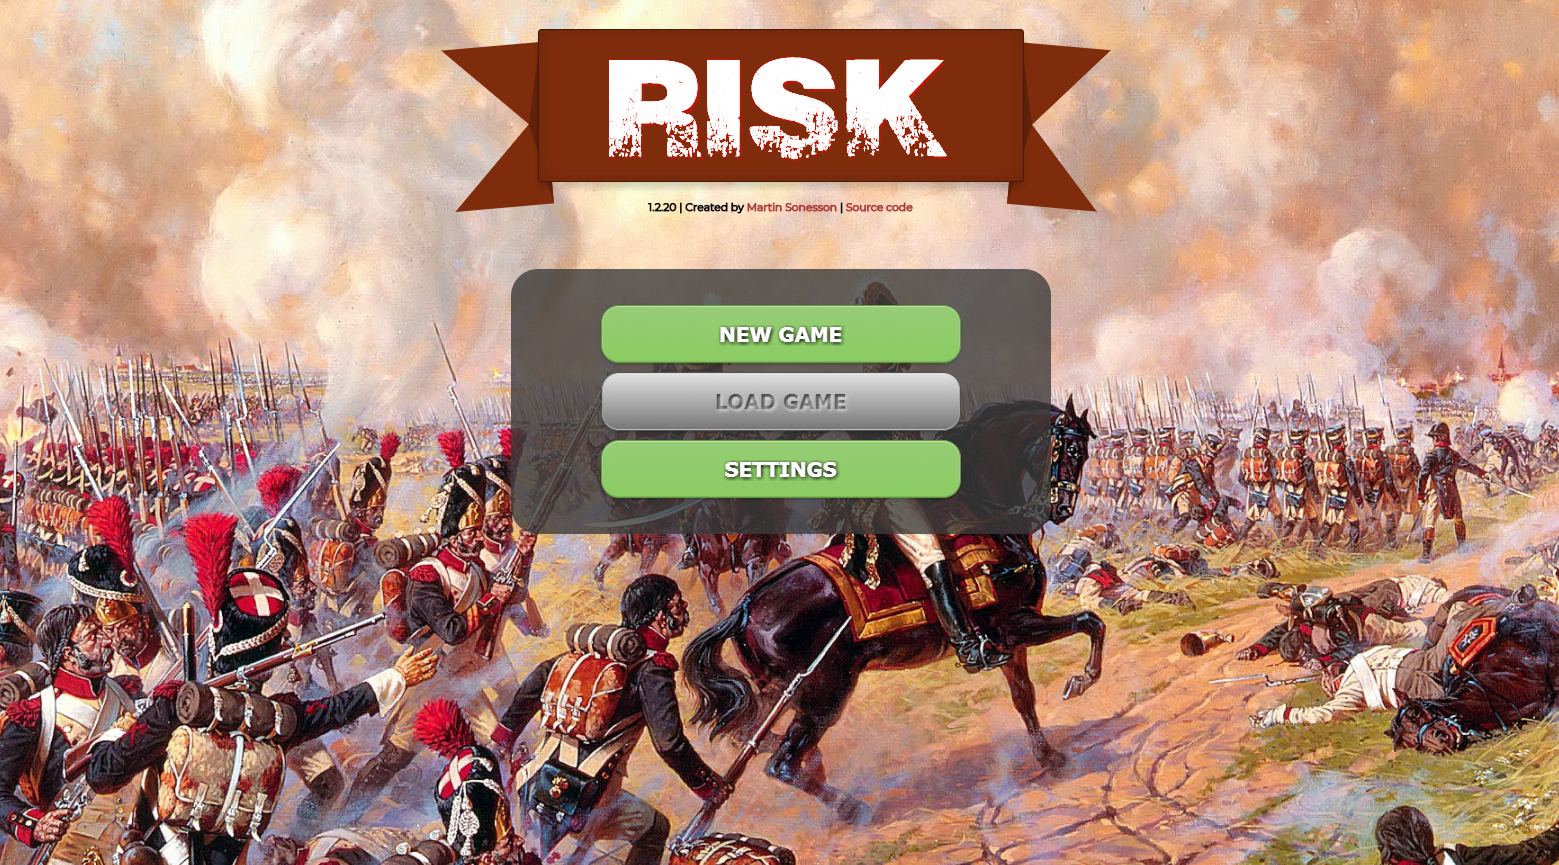 RISK
1.2.20 | Created by Martin Sonesson | Source code
NEW GAME
LOAD GAME
SETTINGS